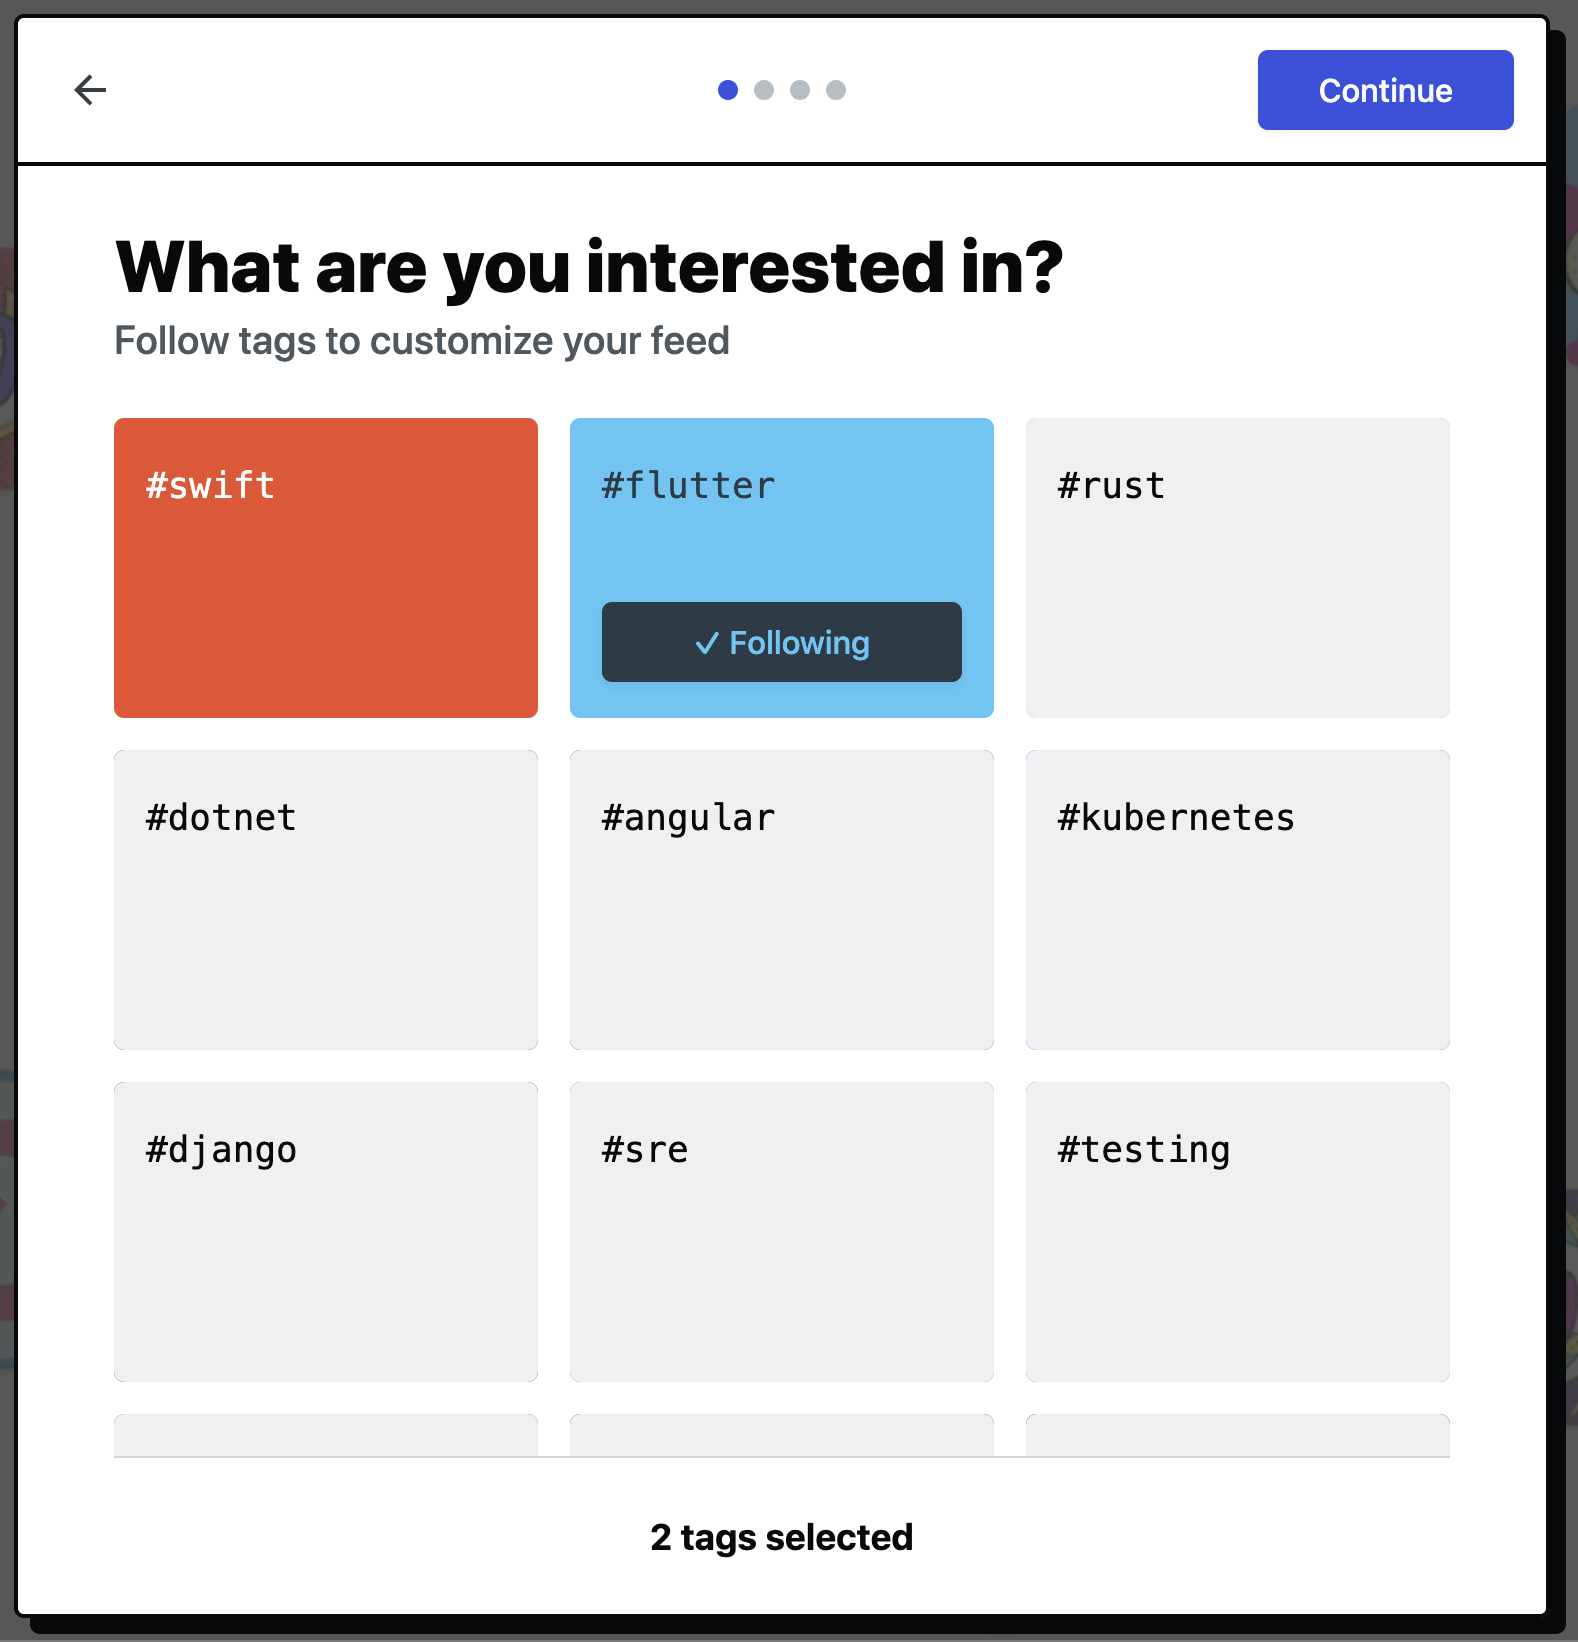 Continue
What are you interested in?
Follow tags to customize your feed
#swift
#flutter
#rust
✓ Following
#dotnet
#angular
#kubernetes
#django
#sre
#testing
2 tags selected